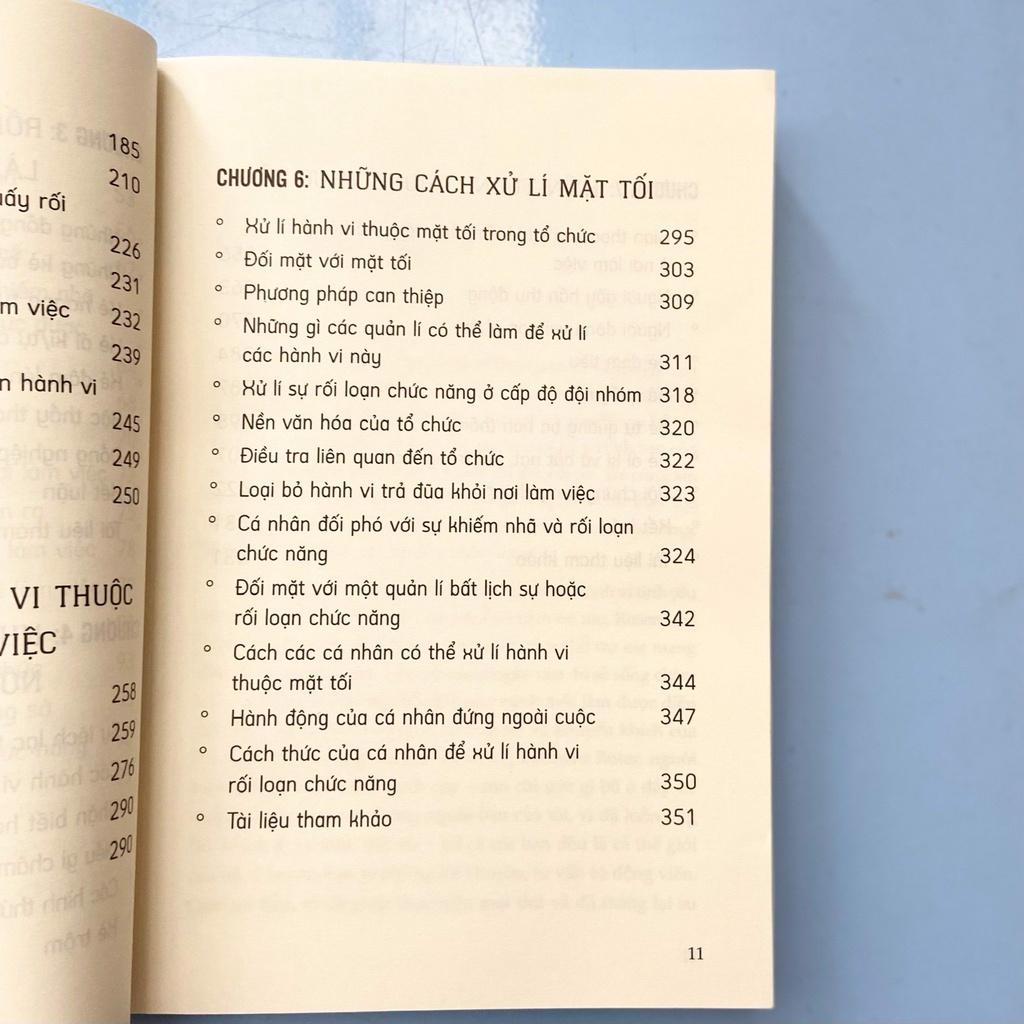 185
210
uấy rối
226
231
m việc 232
239
n hành vi
245
249
250
VI THUỘC
VIỆC
258
259
276
290
290
CHƯƠNG 6: NHỮNG CÁCH XỬ LÍ MẶT TỐI
° Xử lí hành vi thuộc mặt tối trong tổ chức 295
° Đối mặt với mặt tối 303
° Phương pháp can thiệp 309
° Những gì các quản lí có thể làm để xử lí
các hành vi này 311
° Xử lí sự rối loạn chức năng ở cấp độ đội nhóm 318
° Nền văn hóa của tổ chức 320
° Điều tra liên quan đến tổ chức 322
° Loại bỏ hành vi trả đũa khỏi nơi làm việc 323
° Cá nhân đối phó với sự khiếm nhã và rối loạn
chức năng 324
° Đối mặt với một quản lí bất lịch sự hoặc
rối loạn chức năng 342
° Cách các cá nhân có thể xử lí hành vi
thuộc mặt tối 344
° Hành động của cá nhân đứng ngoài cuộc 347
° Cách thức của cá nhân để xử lí hành vi
rối loạn chức năng 350
° Tài liệu tham khảo 351
11